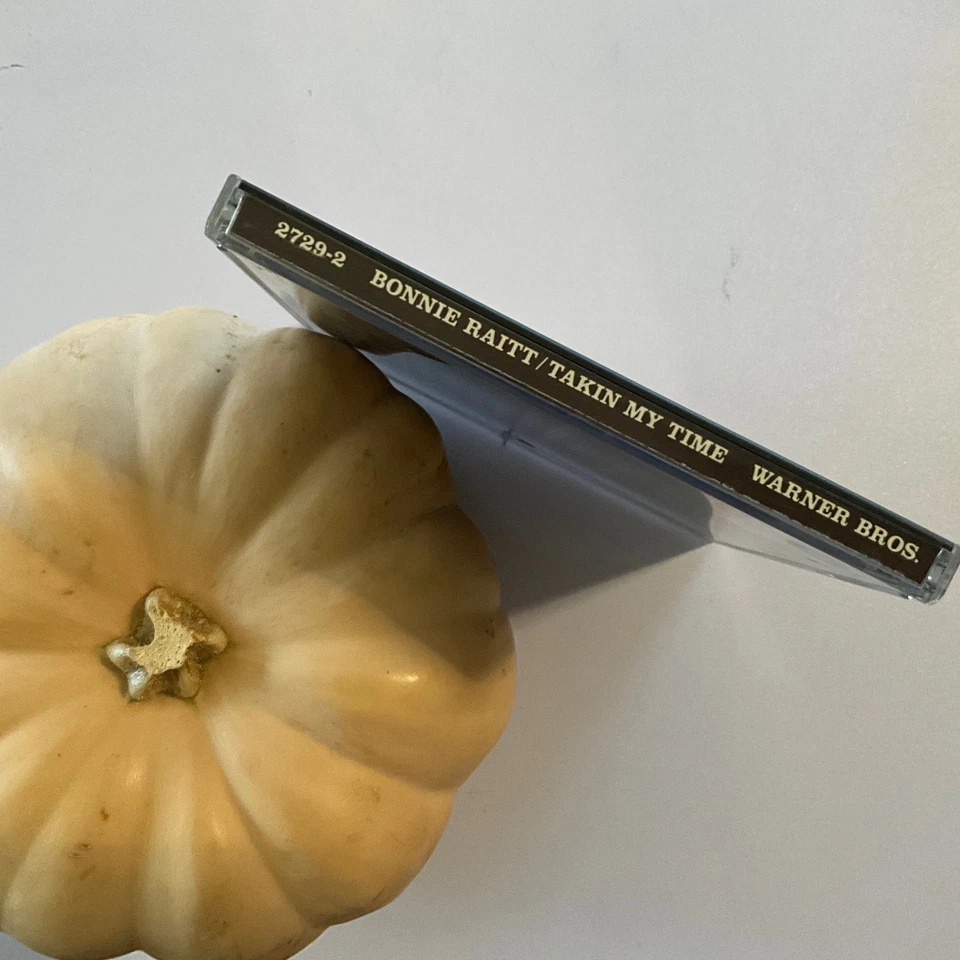 2729-2 BONNIE RAITT/TAKIN MY TIME WARNER BROS.